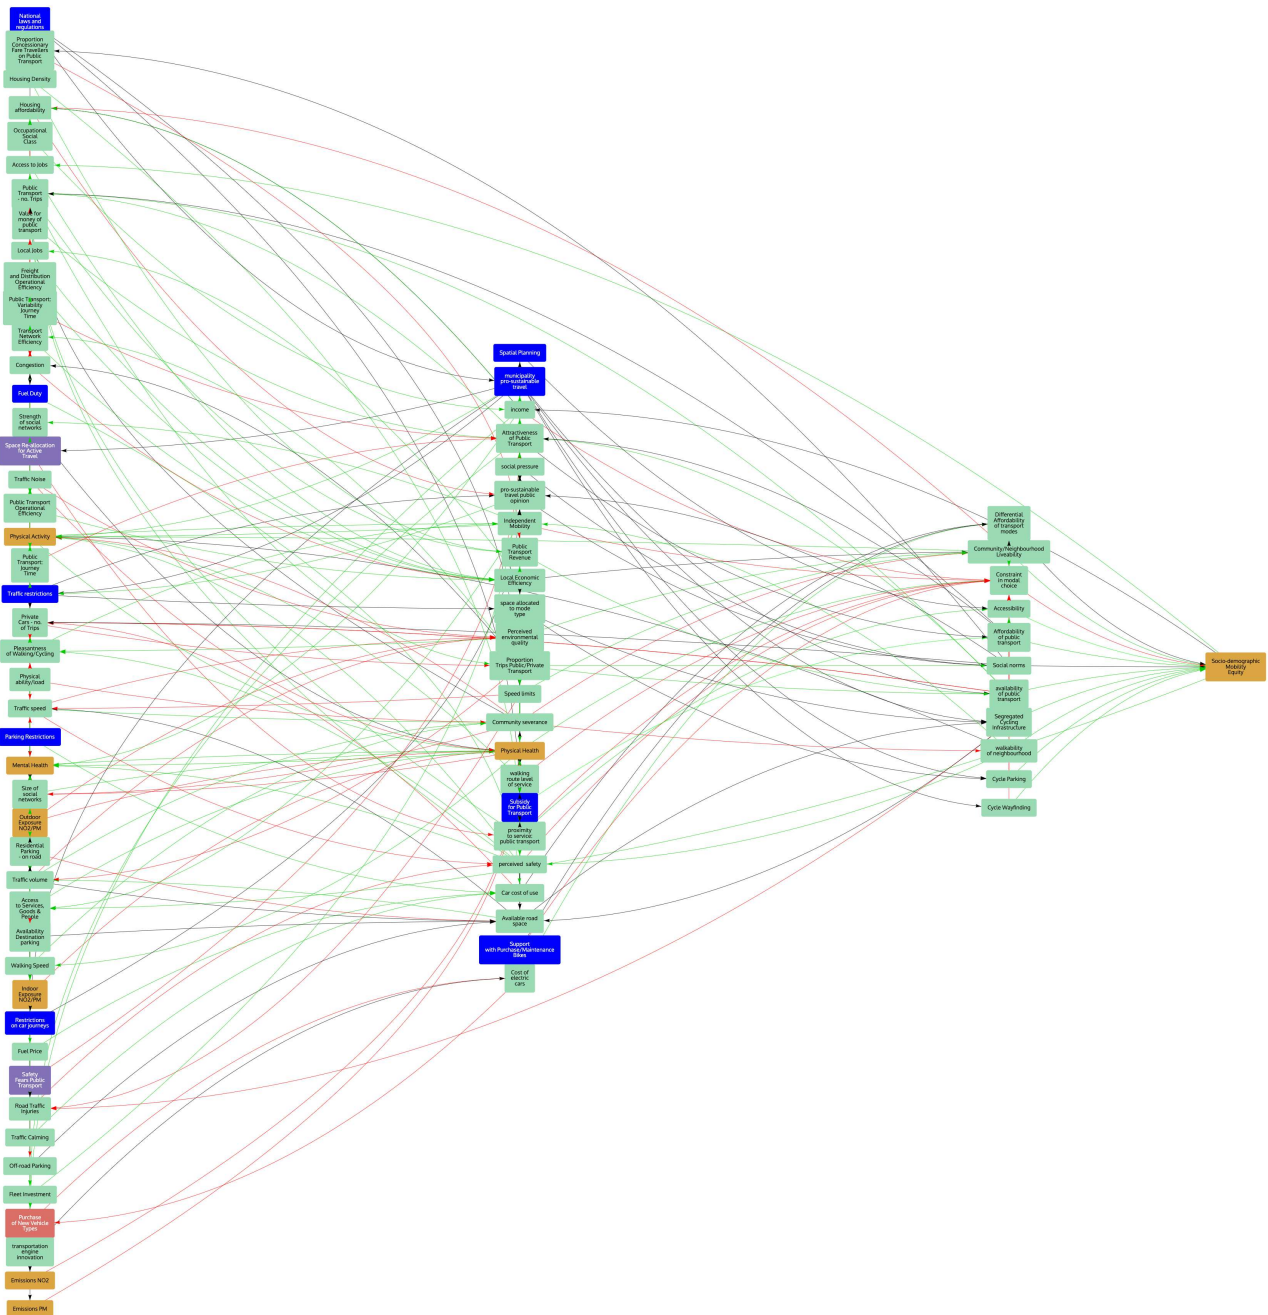 National
laws and
regulations
Proportion
Concessionary
Fare Travellers
on Public
Transport
Housing Density
Housing
affordability
Occupational
Social
Class
Access to Jobs
Public
Transport
- no. Trips
Value for
money of
public
transport
Local Jobs
Freight
and Distribution
Operational
Efficiency
Public Transport:
Variability
Journey
Time
Transport
Network
Efficiency
Congestion
Fuel Duty
Strength
of social
networks
Space Re-allocation
for Active
Travel
Traffic Noise
Public Transport
Operational
Efficiency
Physical Activity
Public
Transport:
Journey
Time
Traffic restrictions
Private
Cars - no.
of Trips
Pleasantness
of Walking/Cycling
Physical
ability/load
Traffic speed
Parking Restrictions
Mental Health
Size of
social
networks
Outdoor
Exposure
NO2/PM
Residential
Parking
- on road
Traffic volume
Access
to Services,
Goods &
People
Availability
Destination
parking
Walking Speed
Indoor
Exposure
NO2/PM
Restrictions
on car journeys
Fuel Price
Safety
Fears Public
Transport
Road Traffic
Injuries
Traffic Calming
Off-road Parking
Fleet Investment
Purchase
of New Vehicle
Types
transportation
engine
innovation
Emissions NO2
Emissions PM
Spatial Planning
municipality
pro-sustainable
travel
income
Attractiveness
of Public
Transport
social pressure
pro-sustainable
travel public
opinion
Independent
Mobility
Public
Transport
Revenue
Local Economic
Efficiency
space allocated
to mode
type
Perceived
environmental
quality
Proportion
Trips Public/Private
Transport
Speed limits
Community severance
Physical Health
walking
route level
of service
Subsidy
for Public
Transport
proximity
to service:
public transport
perceived safety
Car cost of use
Available road
space
Support
with Purchase/Maintenance
Bikes
Cost of
electric
cars
Differential
Affordability
of transport
modes
Community/Neighbourhood
Liveability
Constraint
in modal
choice
Accessibility
Affordability
of public
transport
Social norms
availability
of public
transport
Segregated
Cycling
Infrastructure
walkability
of neighbourhood
Cycle Parking
Cycle Wayfinding
Socio-demographic
Mobility
Equity